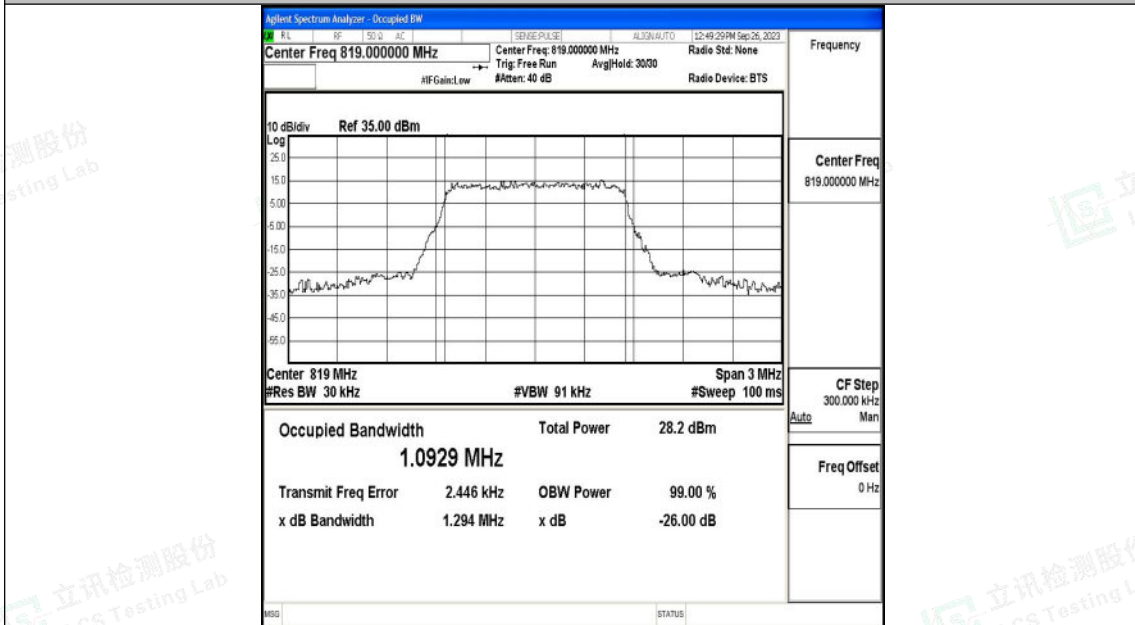 Agilent Spectrum Analyzer - Occupied BW
RL RF 50 Ω AC SENSE:PULSE ALIGNAUTO 12:49:29PM Sep 26, 2023
Center Freq 819.000000 MHz
Center Freq: 819.000000 MHz Radio Std: None
Trig: Free Run Avg|Hold: 30/30
#IFGain:Low #Atten: 40 dB Radio Device: BTS
Frequency
10 dB/div Ref 35.00 dBm
Log
25.0
15.0
5.00
-5.00
-15.0
-25.0
-35.0
-45.0
-55.0
Center 819 MHz Span 3 MHz
#Res BW 30 kHz #VBW 91 kHz #Sweep 100 ms
Occupied Bandwidth Total Power 28.2 dBm
1.0929 MHz
Transmit Freq Error 2.446 kHz OBW Power 99.00 %
x dB Bandwidth 1.294 MHz x dB -26.00 dB
Center Freq
819.000000 MHz
CF Step
300.000 kHz
Auto Man
Freq Offset
0 Hz
MSG STATUS
测股份
sting Lab
立讯检测股份
CS Testing Lab
立讯检测股份
CS Testing L